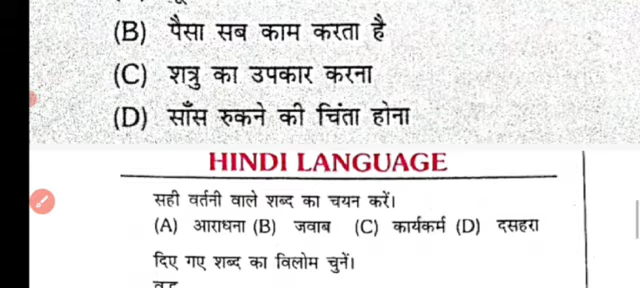 (B) पैसा सब काम करता है
(C) शत्रु का उपकार करना
(D) साँस रुकने की चिंता होना
HINDI LANGUAGE
सही वर्तनी वाले शब्द का चयन करें।
(A) आराधना (B) जवाब (C) कार्यकर्म (D) दसहरा
दिए गए शब्द का विलोम चुनें।